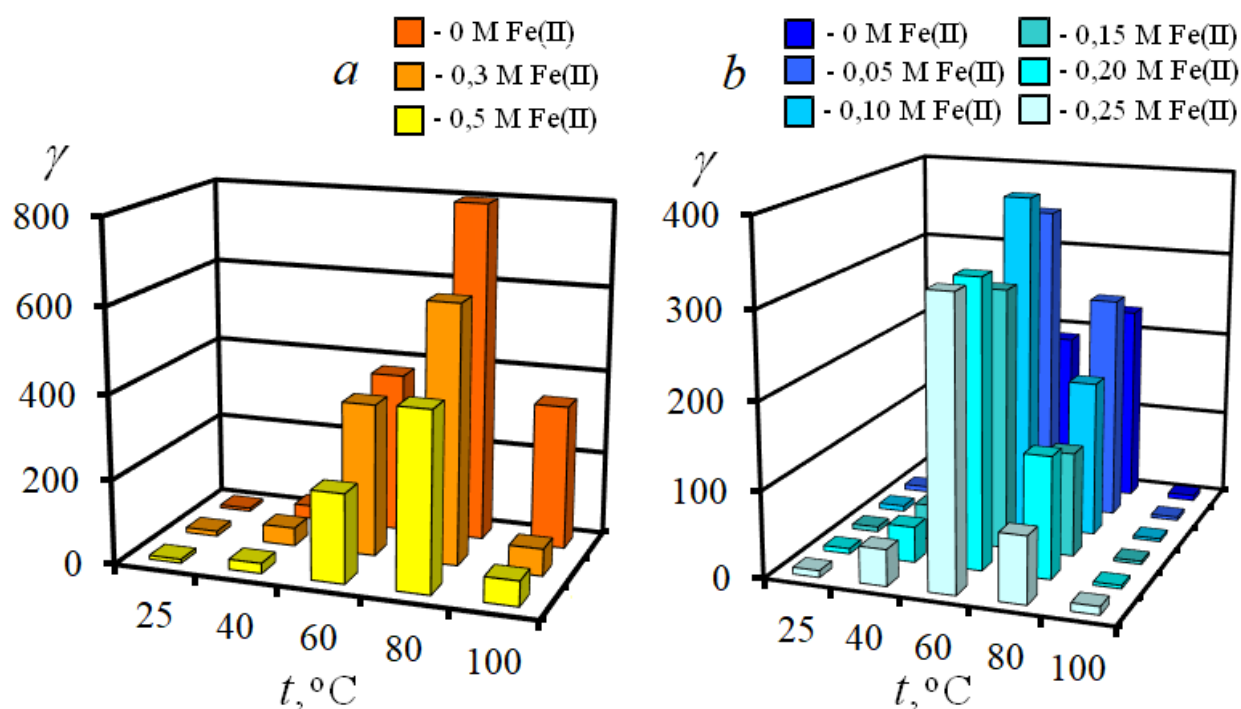 a
- 0 M Fe(II)
- 0,3 M Fe(II)
- 0,5 M Fe(II)
γ
800
600
400
200
0
25 40 60 80 100
t, °C
b
- 0 M Fe(II)
- 0,05 M Fe(II)
- 0,10 M Fe(II)
- 0,15 M Fe(II)
- 0,20 M Fe(II)
- 0,25 M Fe(II)
γ
400
300
200
100
0
25 40 60 80 100
t, °C